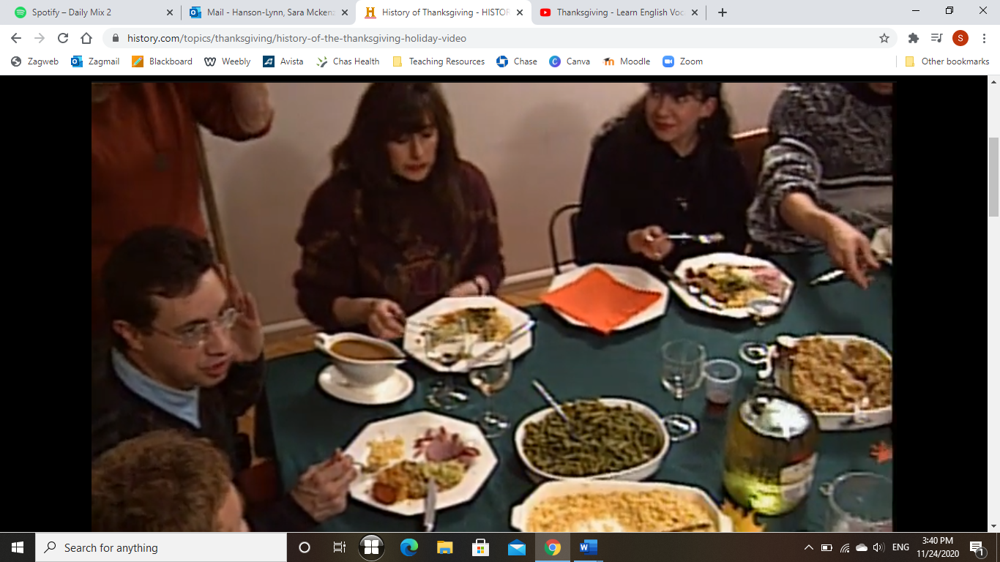 Spotify – Daily Mix 2
Mail - Hanson-Lynn, Sara Mckenz
History of Thanksgiving - HISTOR
Thanksgiving - Learn English Voc
history.com/topics/thanksgiving/history-of-the-thanksgiving-holiday-video
S
Zagweb
Zagmail
Blackboard
Weebly
Avista
Chas Health
Teaching Resources
Chase
Canva
Moodle
Zoom
Other bookmarks
Search for anything
ENG
3:40 PM
11/24/2020
1